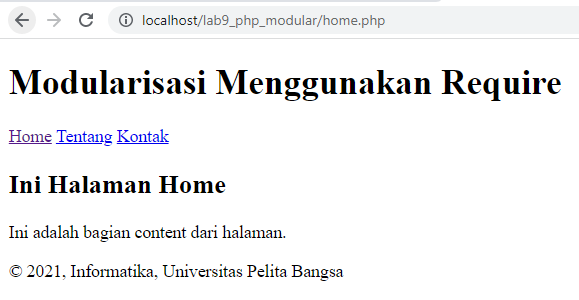 localhost/lab9_php_modular/home.php
Modularisasi Menggunakan Require
Home Tentang Kontak
Ini Halaman Home
Ini adalah bagian content dari halaman.
© 2021, Informatika, Universitas Pelita Bangsa